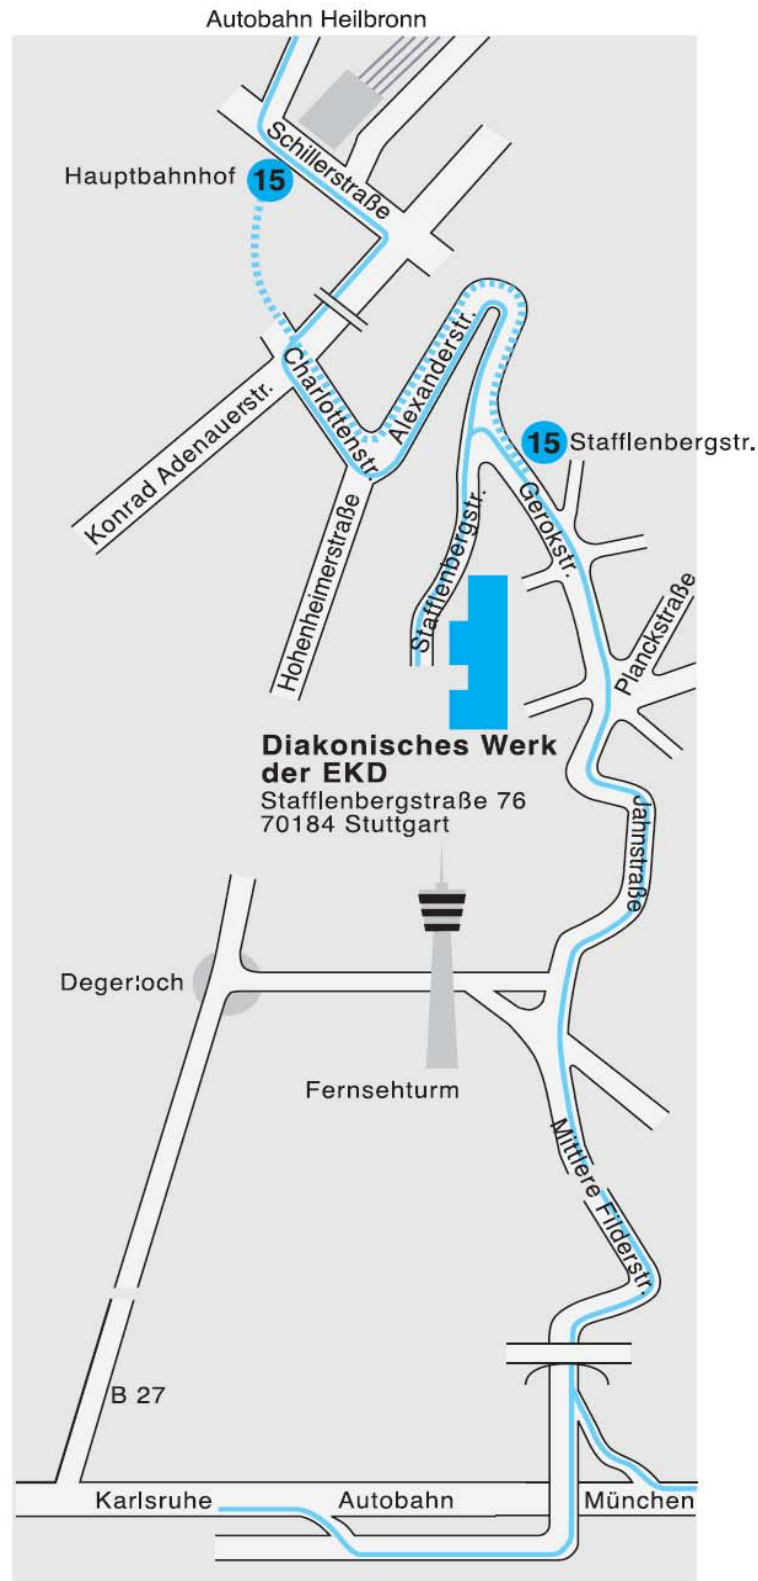 Autobahn Heilbronn
Schillerstraße
Hauptbahnhof 15
Alexanderstr.
Charlottenstr.
Konrad Adenauerstr.
15 Stafflenbergstr.
Gerokstr.
Stafflenbergstr.
Hohenheimerstraße
Planckstraße
Diakonisches Werk
der EKD
Stafflenbergstraße 76
70184 Stuttgart
Jahnstraße
Degerloch
Fernsehturm
Mittlere Filderstr.
B 27
Karlsruhe Autobahn München